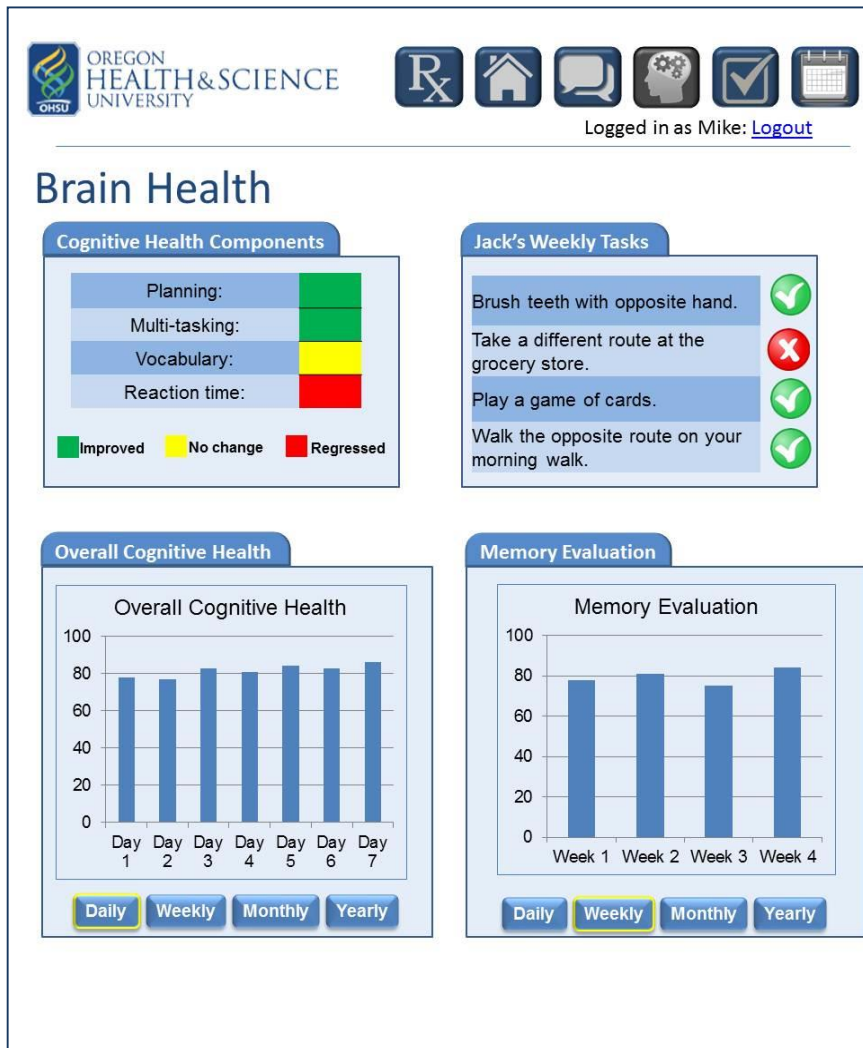 OREGON
HEALTH&SCIENCE
UNIVERSITY
OHSU
Rx
Logged in as Mike: Logout
Brain Health
Cognitive Health Components
Planning:
Multi-tasking:
Vocabulary:
Reaction time:
Improved No change Regressed
Jack's Weekly Tasks
Brush teeth with opposite hand.
Take a different route at the
grocery store.
Play a game of cards.
Walk the opposite route on your
morning walk.
Overall Cognitive Health
Overall Cognitive Health
100
80
60
40
20
0
Day Day Day Day Day Day Day
1 2 3 4 5 6 7
Daily Weekly Monthly Yearly
Memory Evaluation
Memory Evaluation
100
80
60
40
20
0
Week 1 Week 2 Week 3 Week 4
Daily Weekly Monthly Yearly